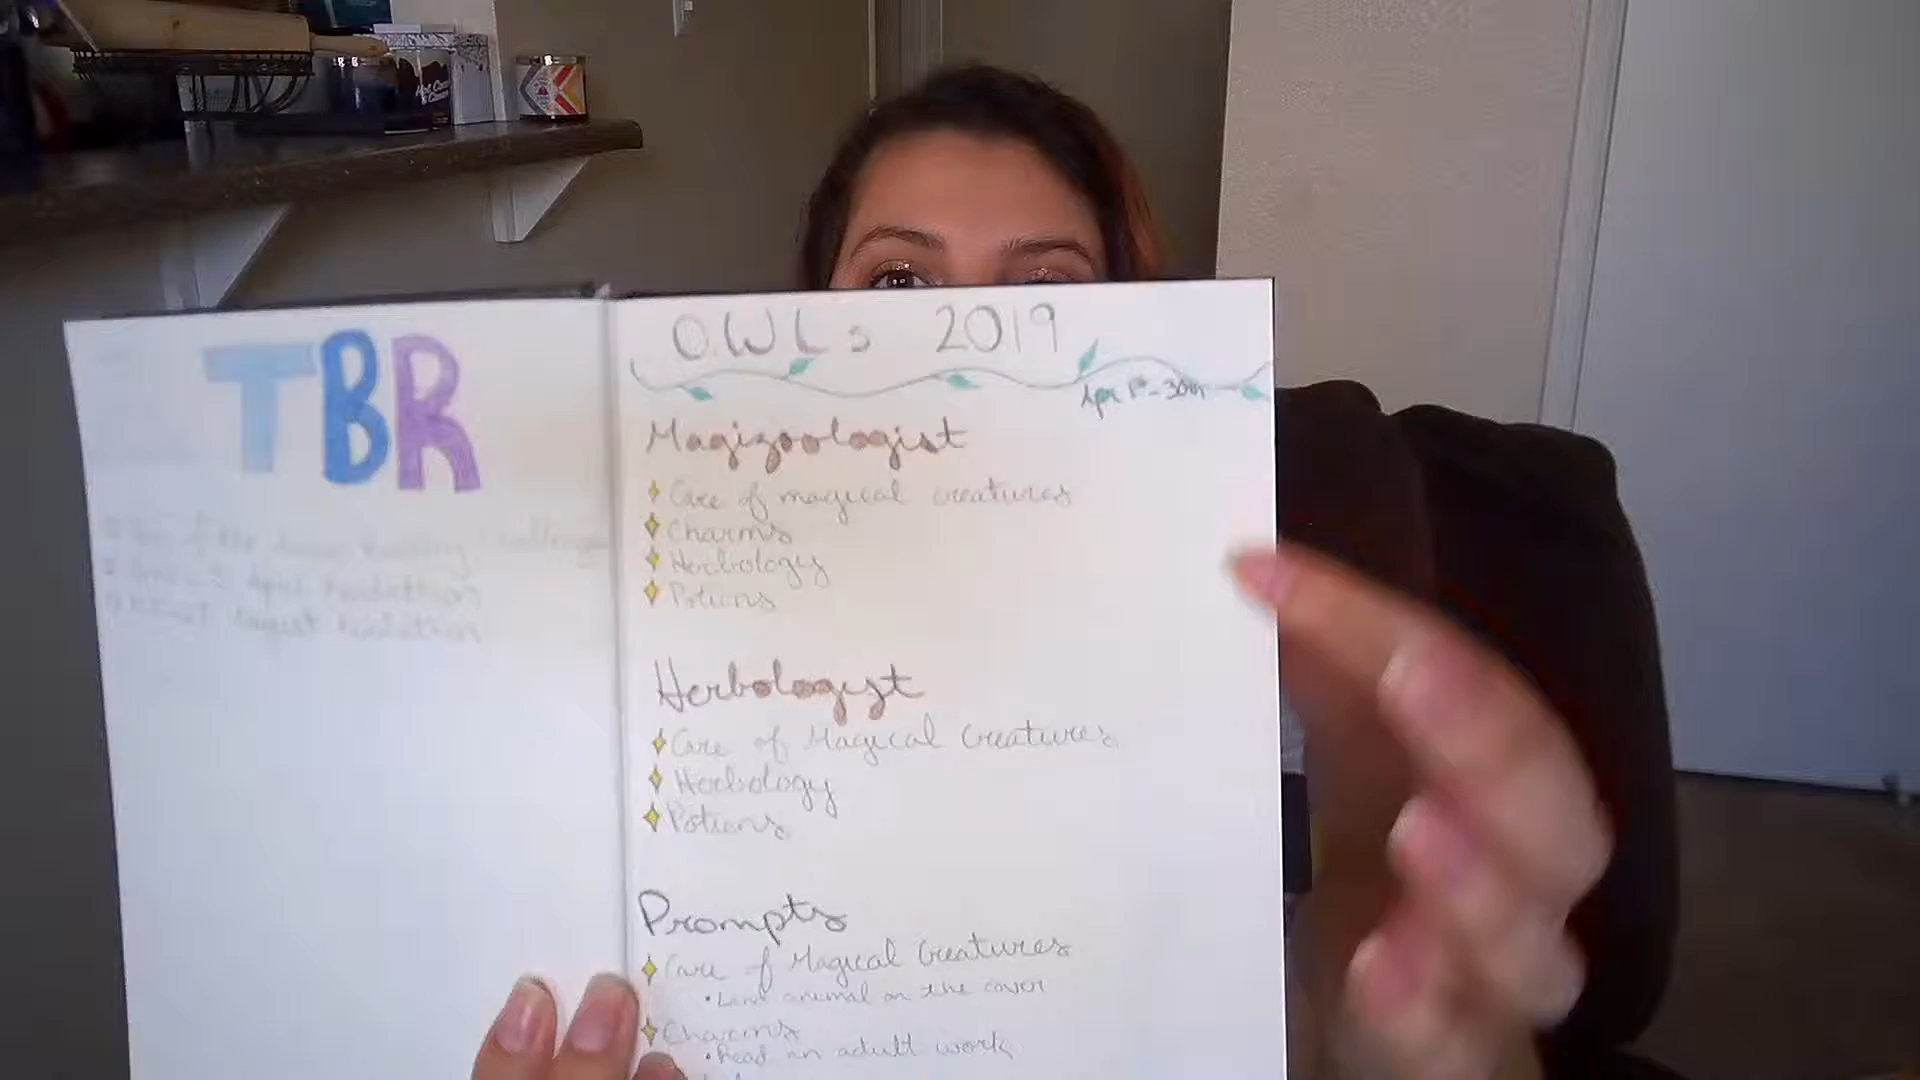 TBR
O.W.L.s 2019
Apr 1st-30th
Magizoologist
Care of magical creatures
Charms
Herbology
Potions
Herbologist
Care of Magical Creatures
Herbology
Potions
Prompts
Care of Magical Creatures
• Land animal on the cover
Charms
• Read an adult work